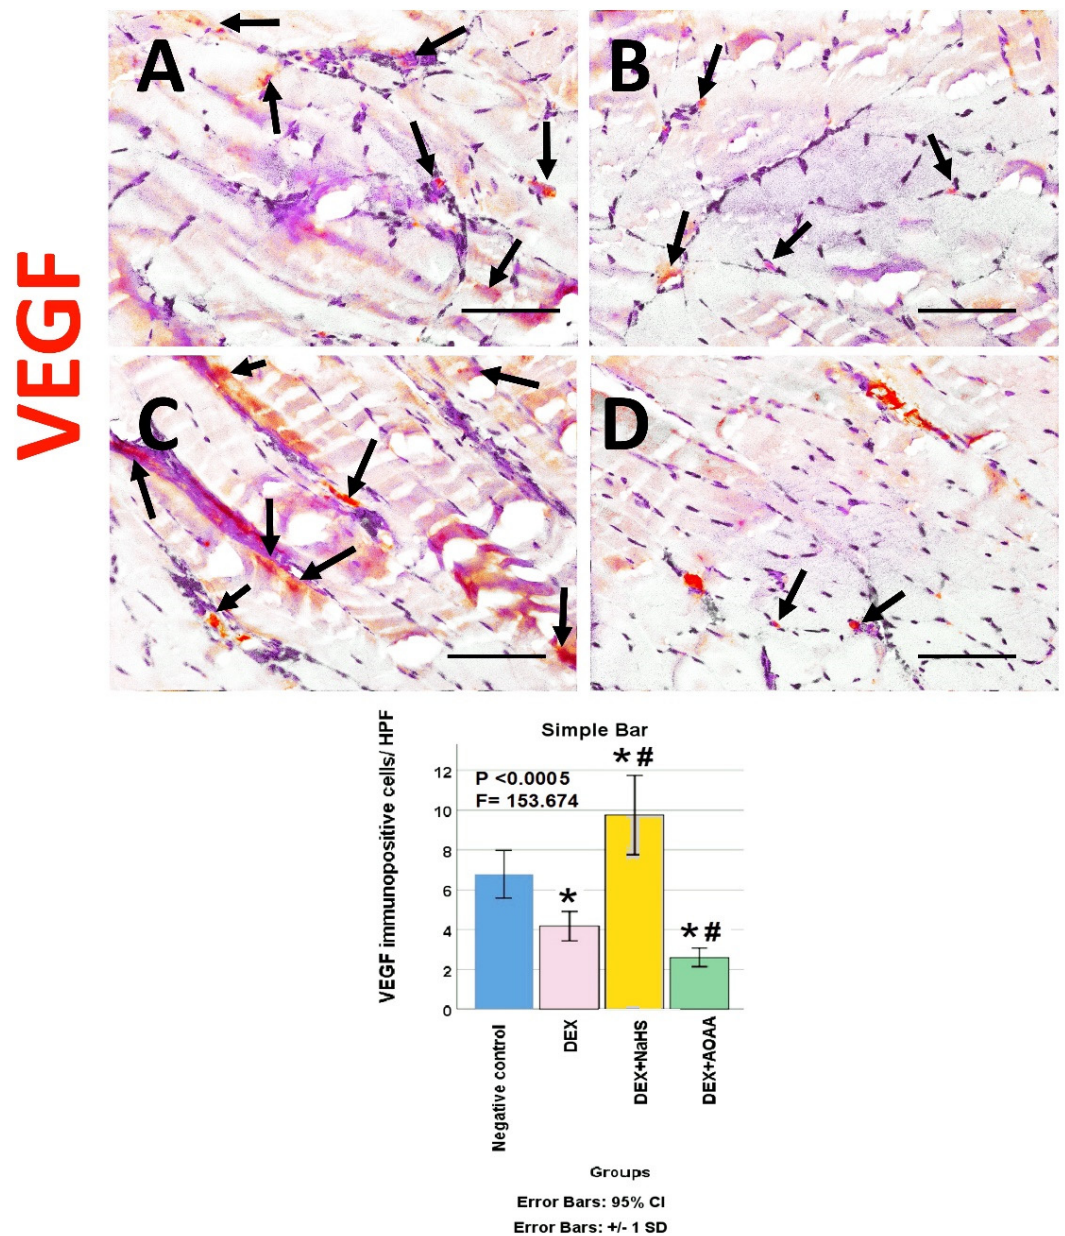 VEGF
A
B
C
D
Simple Bar
P <0.0005
F= 153.674
VEGF immunopositive cells/ HPF
12
10
8
6
4
2
0
*
*#
*#
Negative control
DEX
DEX+NaHS
DEX+AOAA
Groups
Error Bars: 95% CI
Error Bars: +/- 1 SD